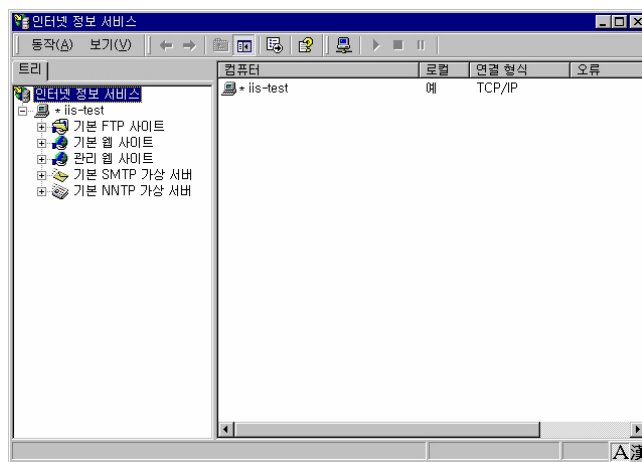 인터넷 정보 서비스
동작(A) 보기(V)
트리
인터넷 정보 서비스
* iis-test
기본 FTP 사이트
기본 웹 사이트
관리 웹 사이트
기본 SMTP 가상 서버
기본 NNTP 가상 서버
컴퓨터 로컬 연결 형식 오류
* iis-test 예 TCP/IP
A漢